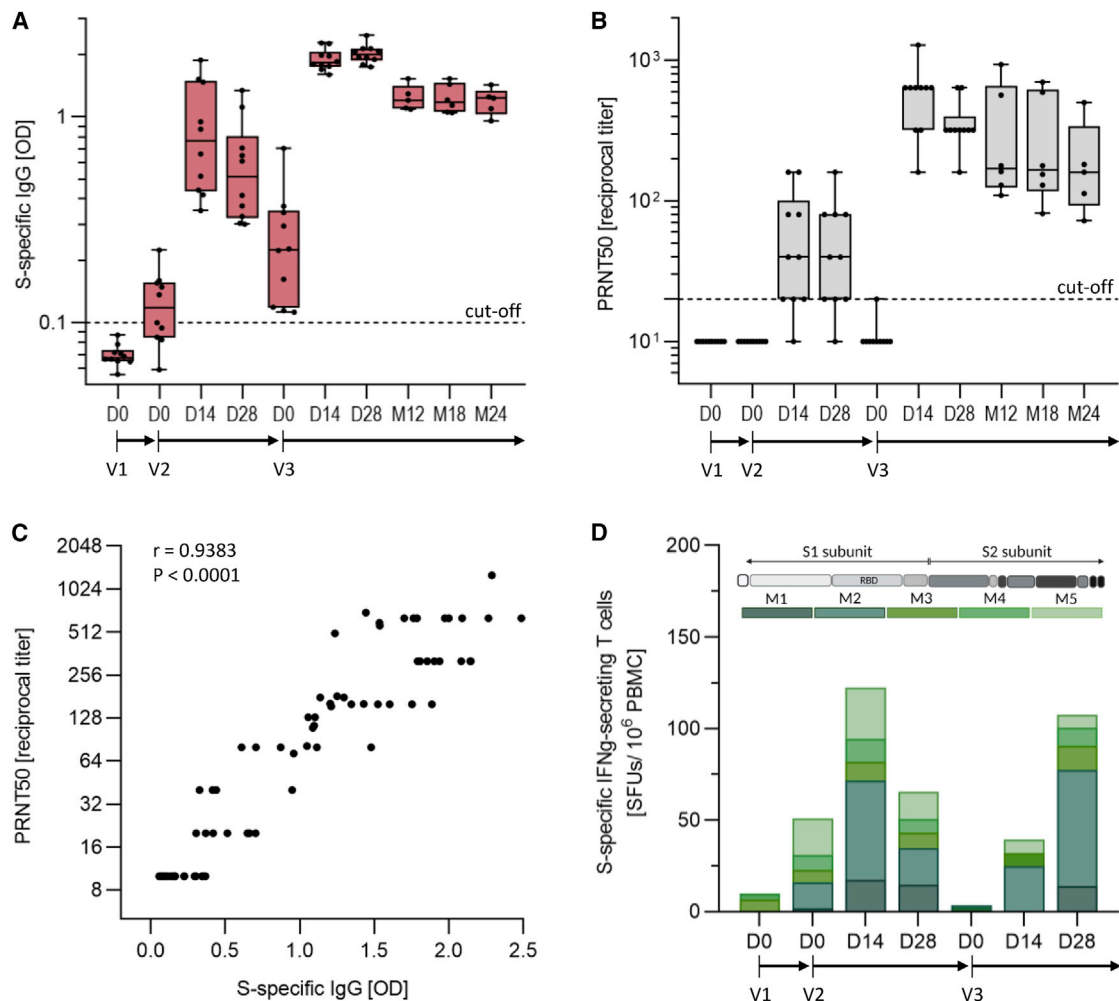 A
S-specific IgG [OD]
1
0.1
cut-off
D0 D0 D14 D28 D0 D14 D28 M12 M18 M24
V1 V2 V3
B
PRNT50 [reciprocal titer]
10³
10²
10¹
cut-off
D0 D0 D14 D28 D0 D14 D28 M12 M18 M24
V1 V2 V3
C
r = 0.9383
P < 0.0001
PRNT50 [reciprocal titer]
2048
1024
512
256
128
64
32
16
8
0.0 0.5 1.0 1.5 2.0 2.5
S-specific IgG [OD]
D
S-specific IFNg-secreting T cells
[SFUs/ 10⁶ PBMC]
200
150
100
50
0
S1 subunit S2 subunit
RBD
M1 M2 M3 M4 M5
D0 D0 D14 D28 D0 D14 D28
V1 V2 V3